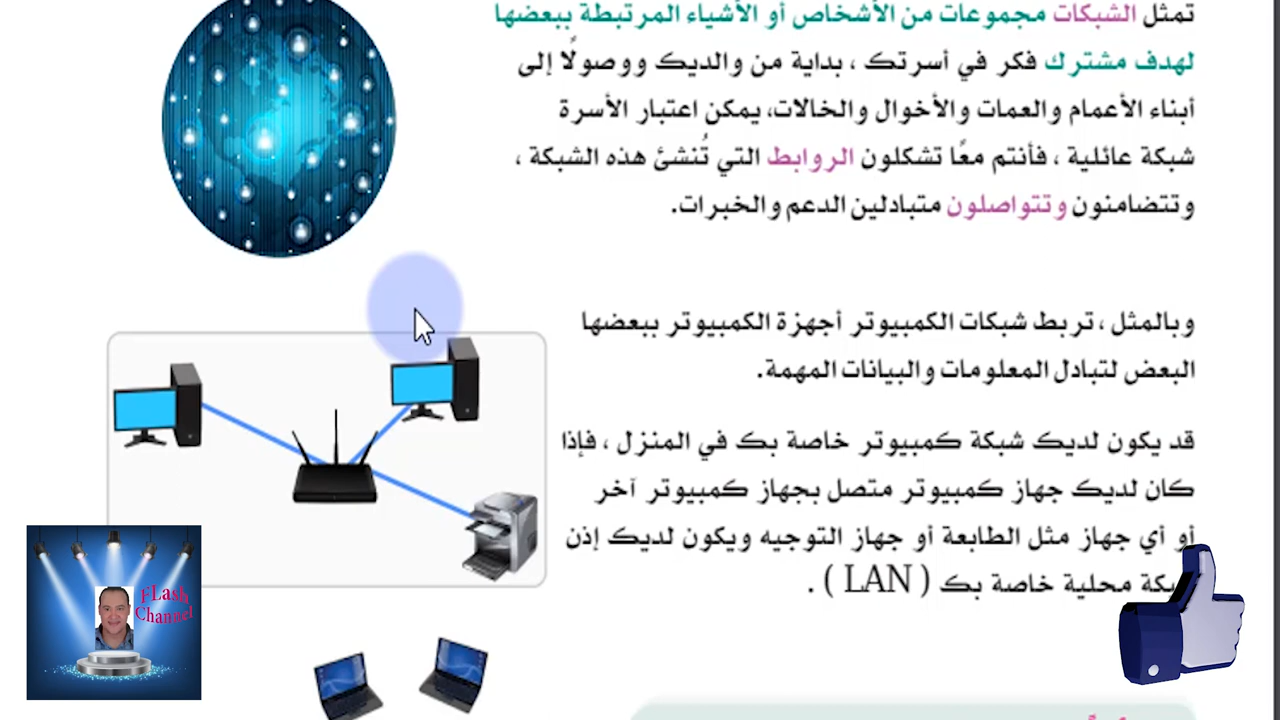 تمثل الشبكات مجموعات من الأشخاص أو الأشياء المرتبطة ببعضها
لهدف مشترك فكر في أسرتك ، بداية من والديك ووصولًا إلى
أبناء الأعمام والعمات والأخوال والخالات، يمكن اعتبار الأسرة
شبكة عائلية ، فأنتم معًا تشكلون الروابط التي تُنشئ هذه الشبكة ،
وتتضامنون وتتواصلون متبادلين الدعم والخبرات.
وبالمثل ، تربط شبكات الكمبيوتر أجهزة الكمبيوتر ببعضها
البعض لتبادل المعلومات والبيانات المهمة.
قد يكون لديك شبكة كمبيوتر خاصة بك في المنزل ، فإذا
كان لديك جهاز كمبيوتر متصل بجهاز كمبيوتر آخر
أو أي جهاز مثل الطابعة أو جهاز التوجيه ويكون لديك إذن
محلية خاصة بك ( LAN ) .
FLash
Channel